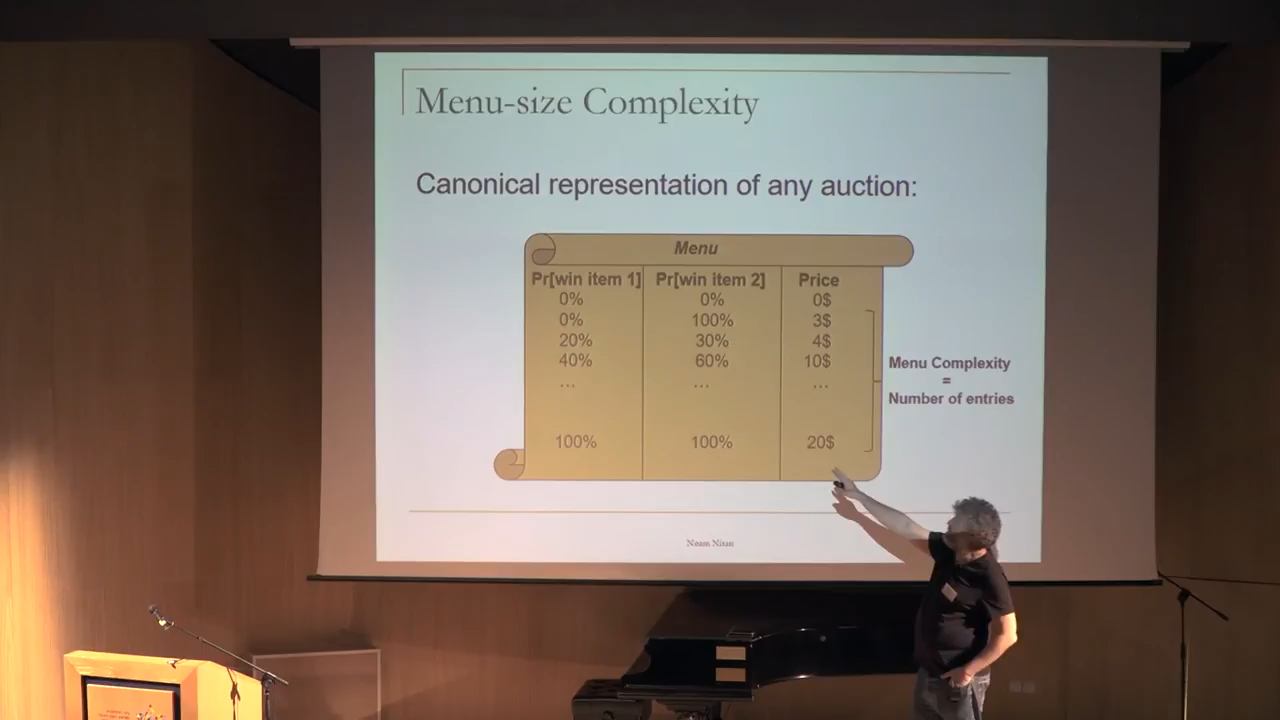 Menu-size Complexity
Canonical representation of any auction:
Menu
Pr[win item 1] Pr[win item 2] Price
0% 0% 0$
0% 100% 3$
20% 30% 4$
40% 60% 10$
... ... ...
100% 100% 20$
Menu Complexity
=
Number of entries
Noam Nisan